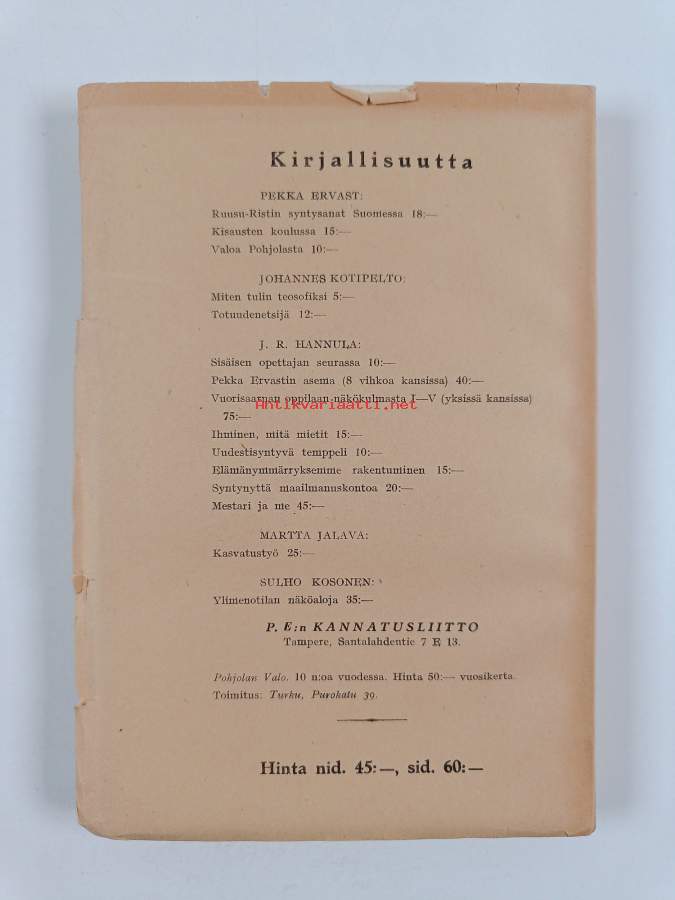 Kirjallisuutta
PEKKA ERVAST:
Ruusu-Ristin syntysanat Suomessa 18:—
Kisausten koulussa 15:—
Valoa Pohjolasta 10:—
JOHANNES KOTIPELTO:
Miten tulin teosofiksi 5:—
Totuudenetsijä 12:—
J. R. HANNULA:
Sisäisen opettajan seurassa 10:—
Pekka Ervastin asema (8 vihkoa kansissa) 40:—
Vuorisaarnan oppilaan näkökulmasta I—V (yksissä kansissa)
75:—
Antikvariaatti.net
Ihminen, mitä mietit 15:—
Uudestisyntyvä temppeli 10:—
Elämänymmärryksemme rakentuminen 15:—
Syntynyttä maailmanuskontoa 20:—
Mestari ja me 45:—
MARTTA JALAVA:
Kasvatustyö 25:—
SULHO KOSONEN:
Ylimenotilan näköaloja 35:—
P. E:n KANNATUSLIITTO
Tampere, Santalahdentie 7 E 13.
Pohjolan Valo. 10 n:oa vuodessa. Hinta 50:— vuosikerta.
Toimitus: Turku, Purokatu 39.
Hinta nid. 45:—, sid. 60:—